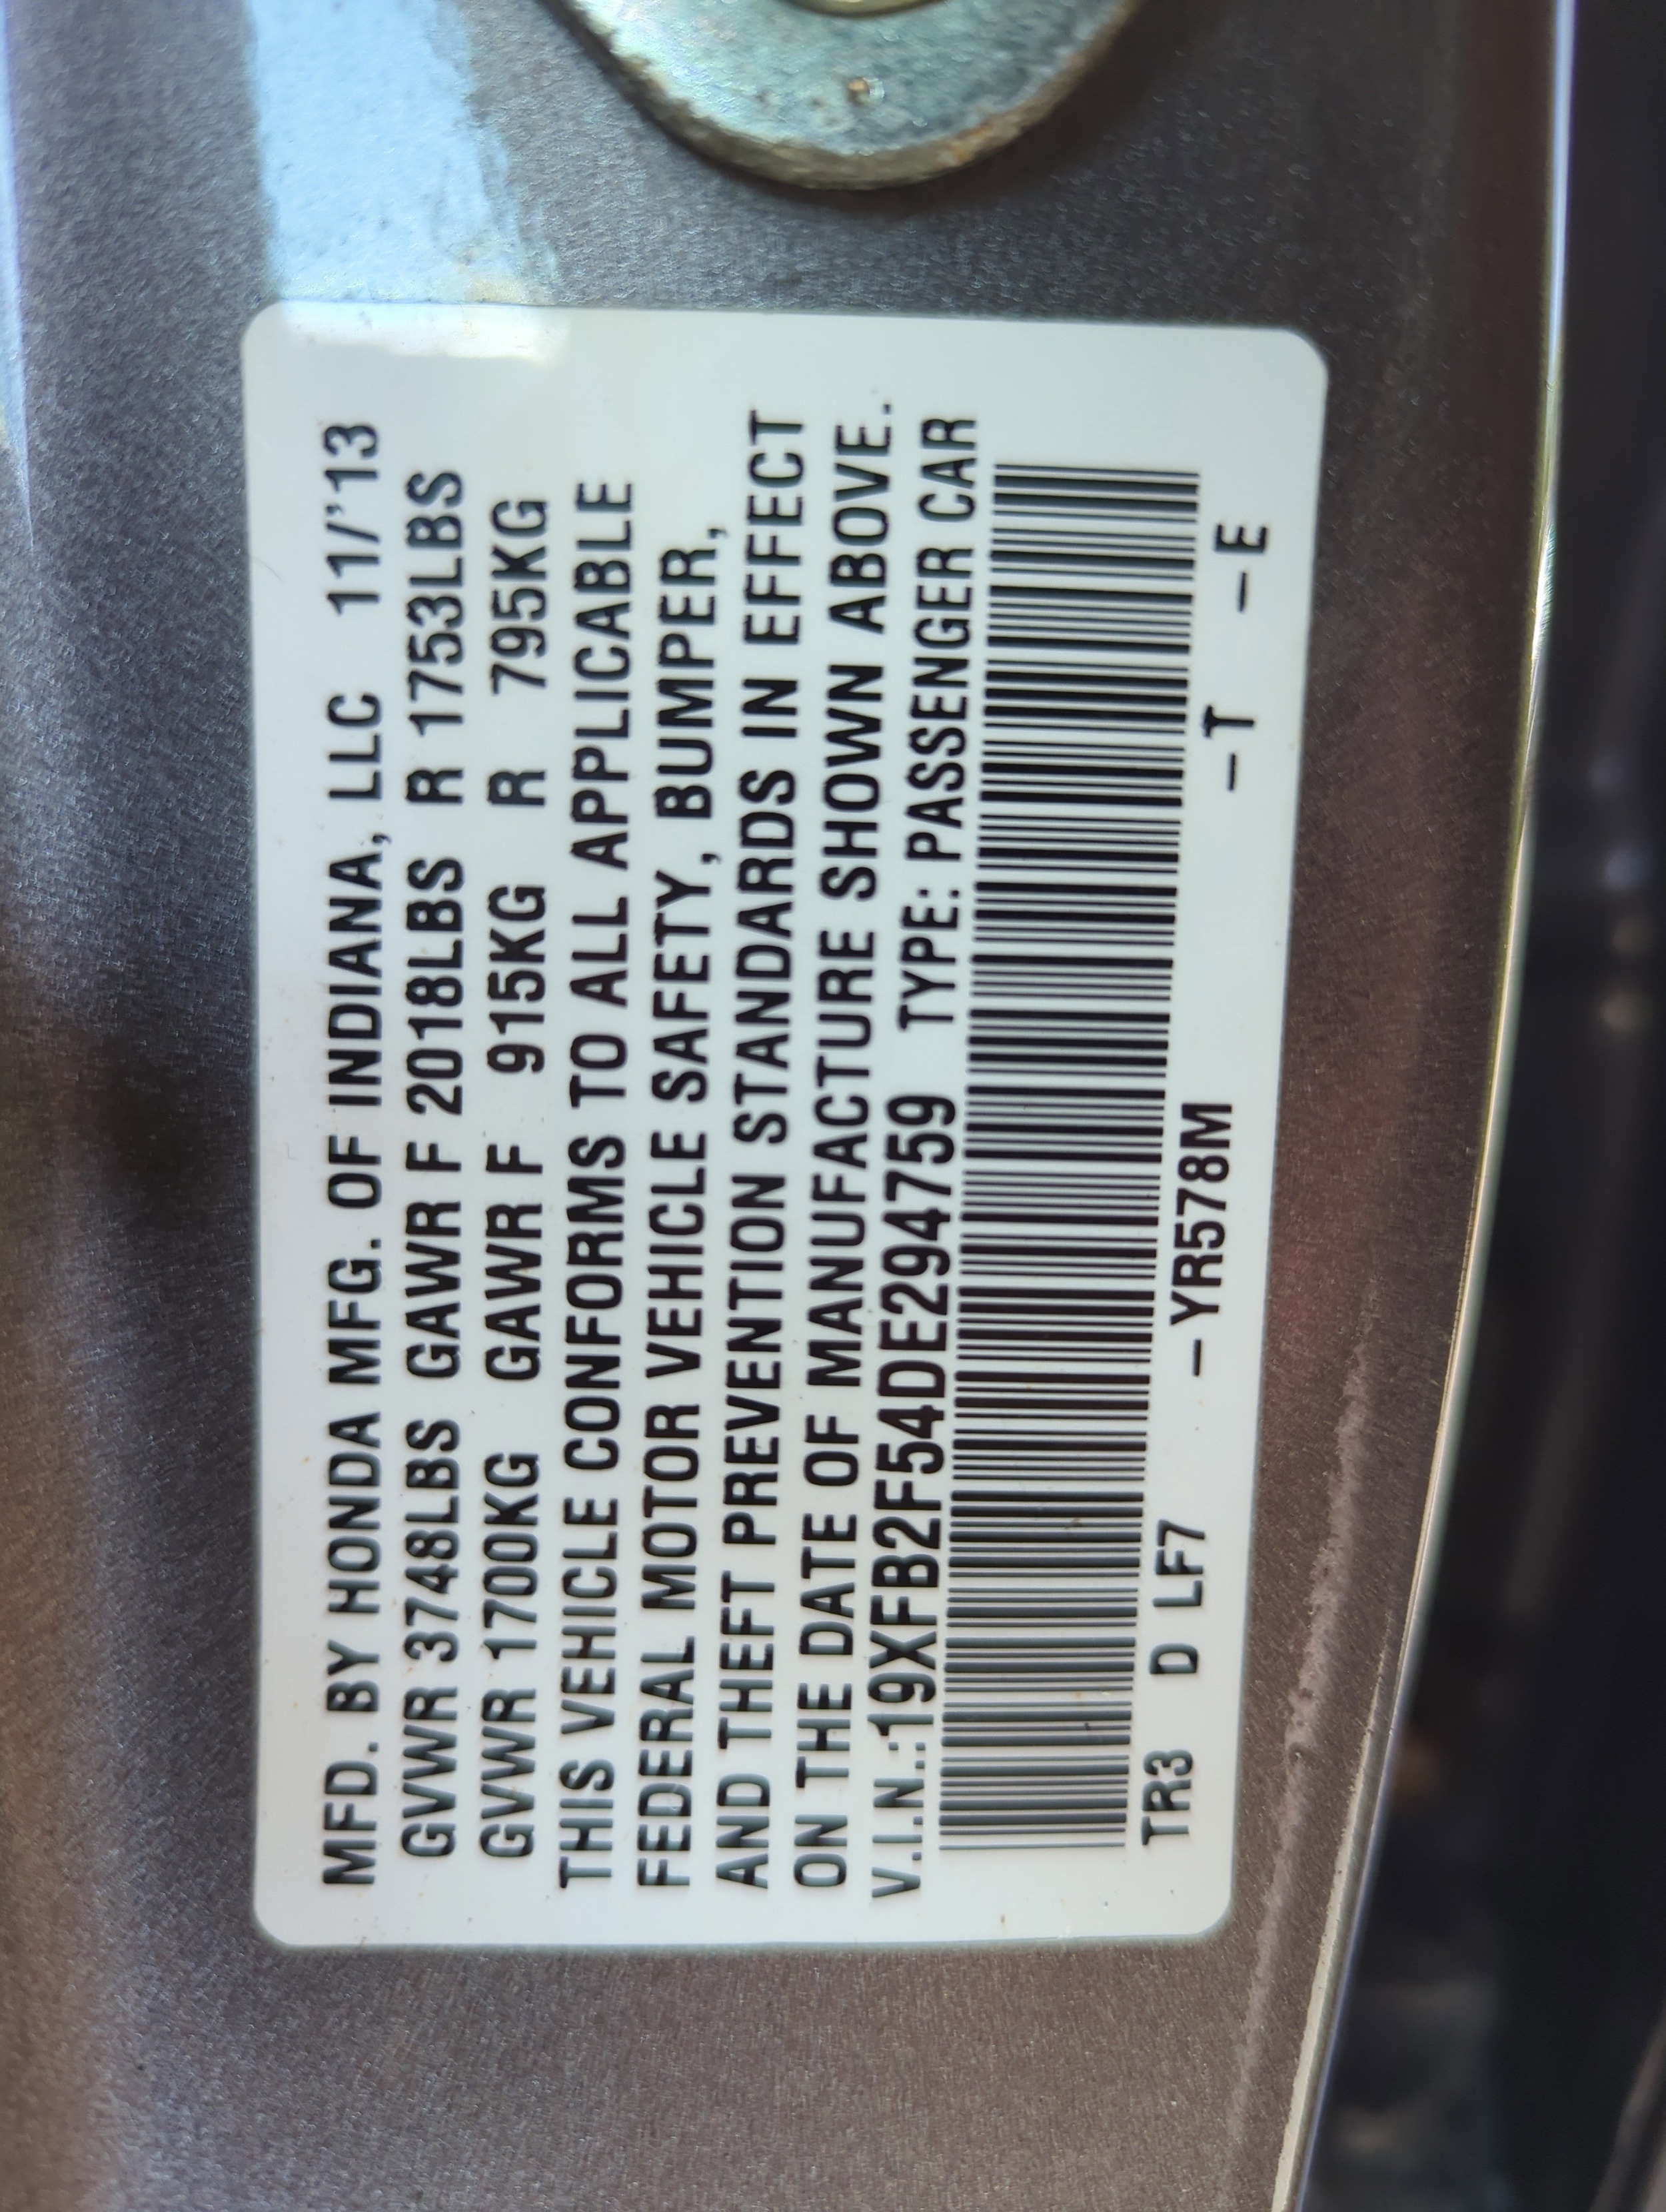 MFD. BY HONDA MFG. OF INDIANA, LLC 11/'13
GVWR 3748LBS GAWR F 2018LBS R 1753LBS
GVWR 1700KG GAWR F 915KG R 795KG
THIS VEHICLE CONFORMS TO ALL APPLICABLE
FEDERAL MOTOR VEHICLE SAFETY, BUMPER,
AND THEFT PREVENTION STANDARDS IN EFFECT
ON THE DATE OF MANUFACTURE SHOWN ABOVE.
V.I.N.:19XFB2F54DE294759 TYPE: PASSENGER CAR
TR3 D LF7 –YR578M –T –E